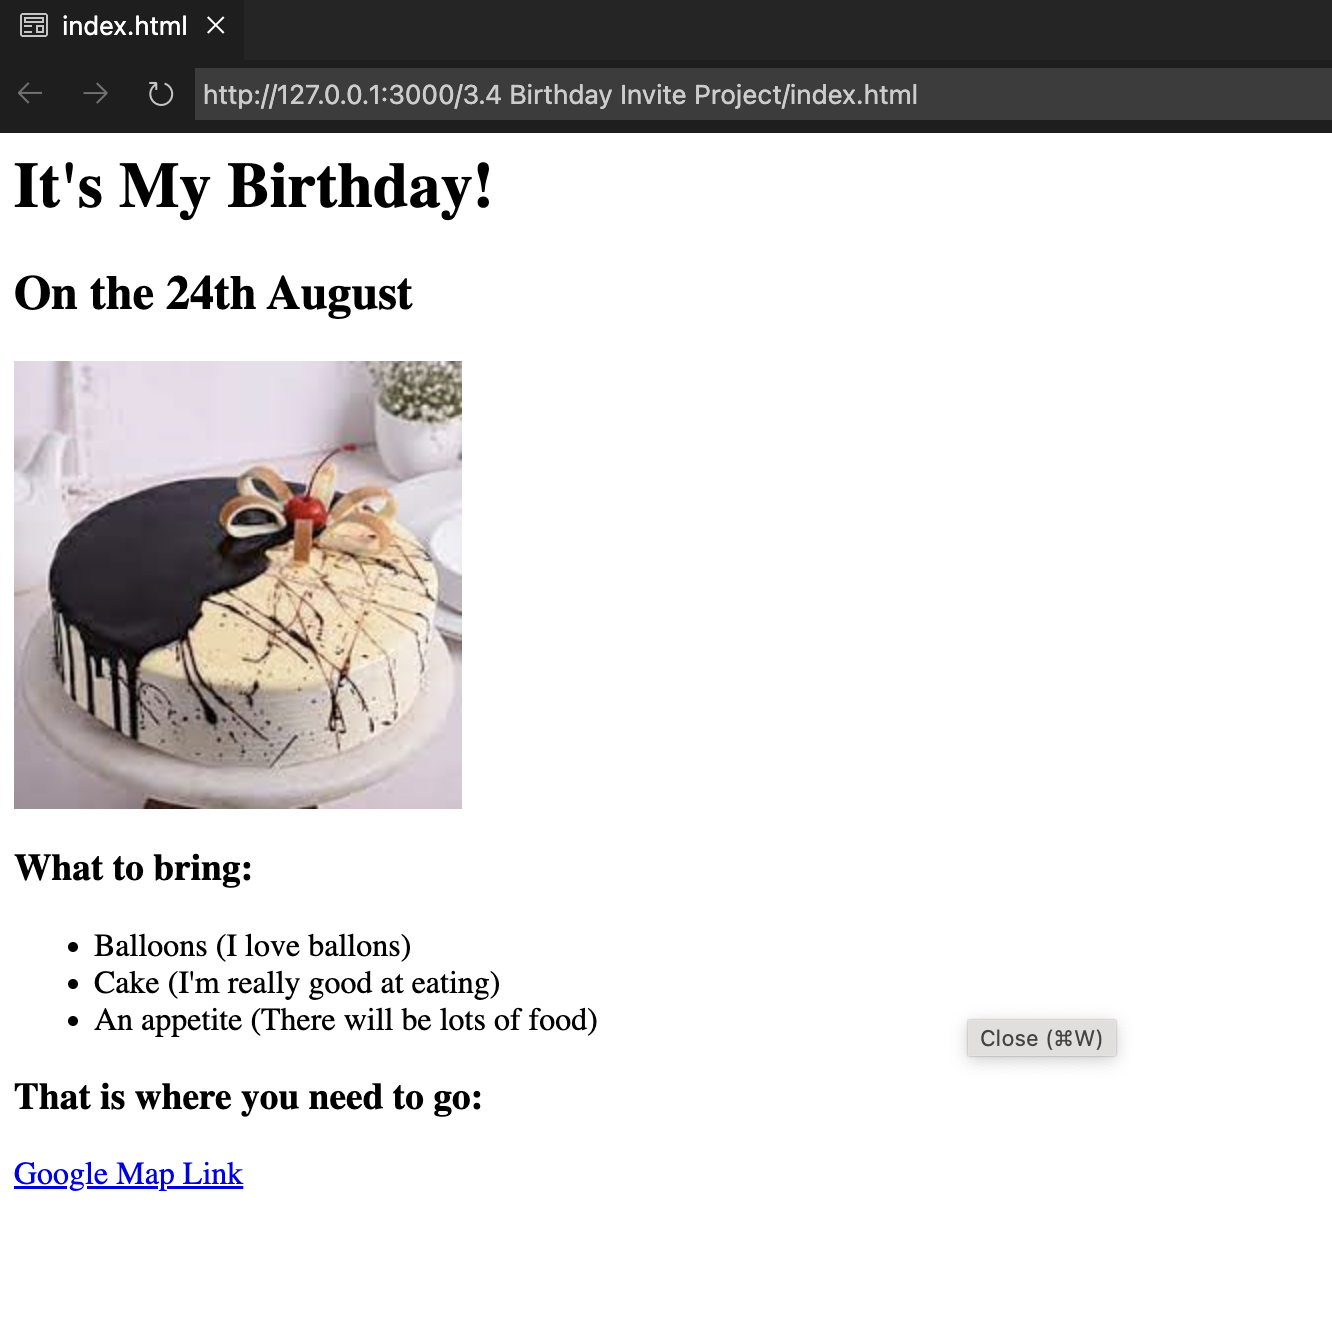 index.html
http://127.0.0.1:3000/3.4 Birthday Invite Project/index.html
It's My Birthday!
On the 24th August
What to bring:
Balloons (I love ballons)
Cake (I'm really good at eating)
An appetite (There will be lots of food)
Close (⌘W)
That is where you need to go:
Google Map Link